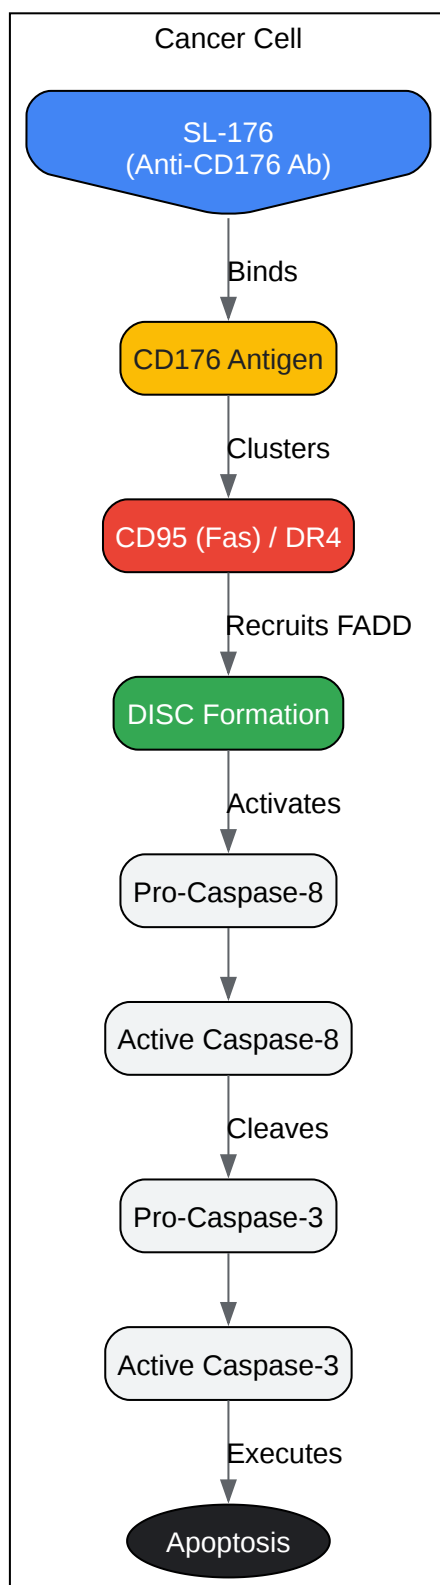 Cancer Cell
SL-176
(Anti-CD176 Ab)
Binds
CD176 Antigen
Clusters
CD95 (Fas) / DR4
Recruits FADD
DISC Formation
Activates
Pro-Caspase-8
Active Caspase-8
Cleaves
Pro-Caspase-3
Active Caspase-3
Executes
Apoptosis